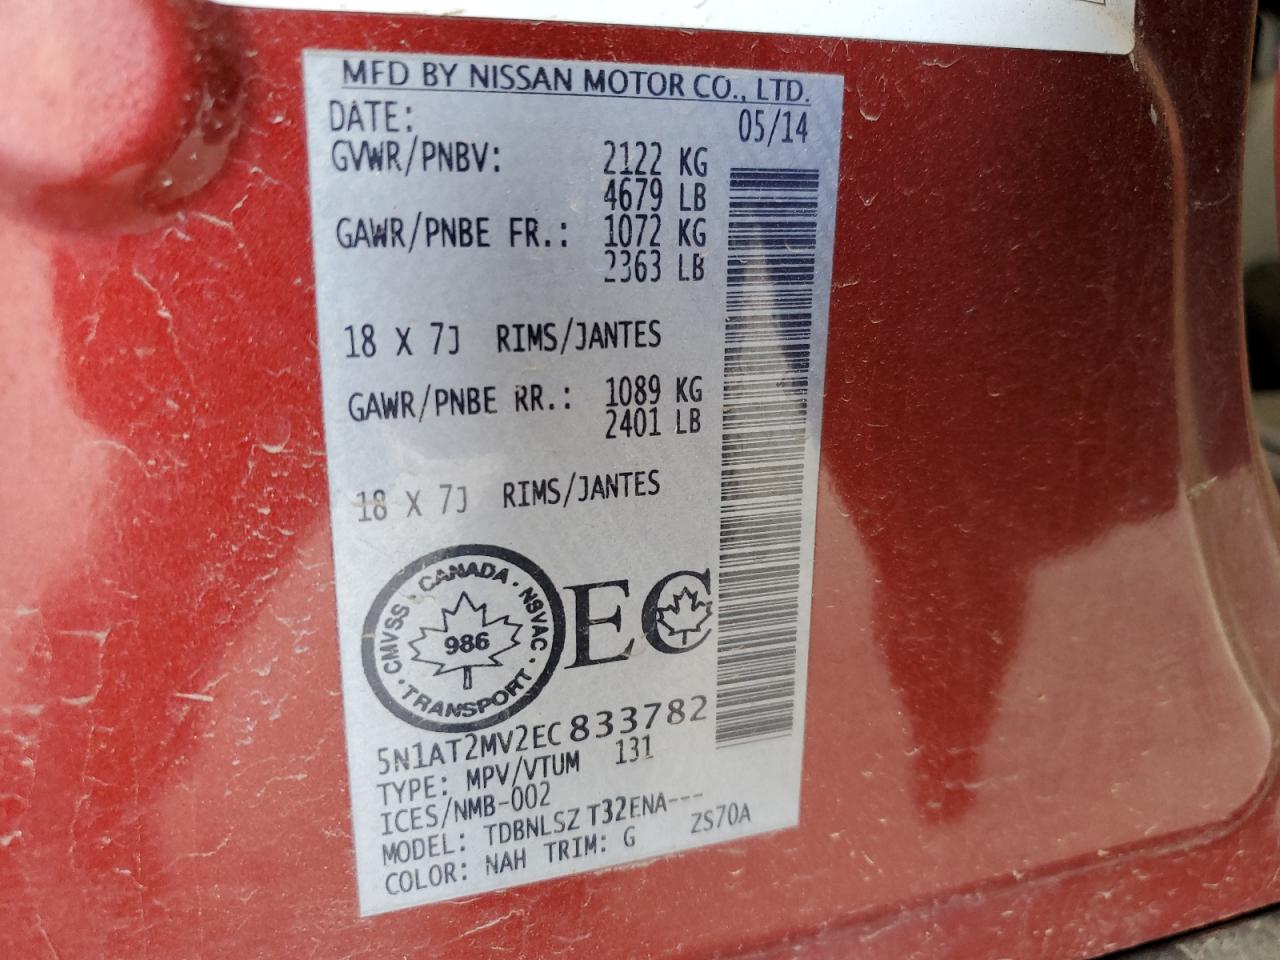 MFD BY NISSAN MOTOR CO., LTD.
DATE: 05/14
GVWR/PNBV: 2122 KG
4679 LB
GAWR/PNBE FR.: 1072 KG
2363 LB
18 X 7J RIMS/JANTES
GAWR/PNBE RR.: 1089 KG
2401 LB
18 X 7J RIMS/JANTES
CMVSS · CANADA · NSVAC · TRANSPORT ·
986
EC
5N1AT2MV2EC833782
TYPE: MPV/VTUM 131
ICES/NMB-002
MODEL: TDBNLSZ T32ENA---
COLOR: NAH TRIM: G ZS70A